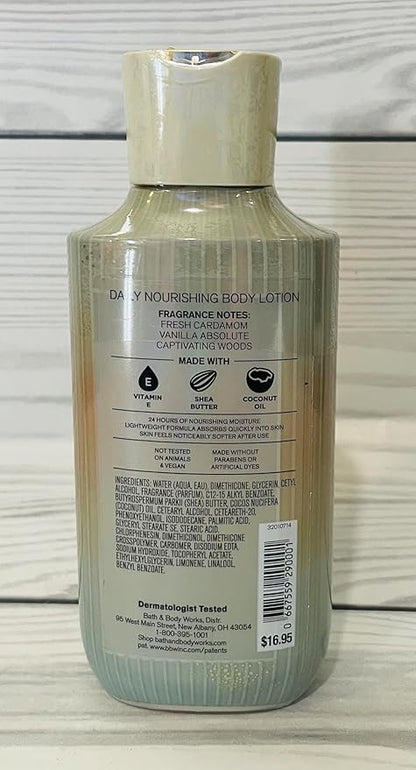 DAILY NOURISHING BODY LOTION
FRAGRANCE NOTES:
FRESH CARDAMOM
VANILLA ABSOLUTE
CAPTIVATING WOODS
MADE WITH
E
VITAMIN
E
SHEA
BUTTER
COCONUT
OIL
24 HOURS OF NOURISHING MOISTURE
LIGHTWEIGHT FORMULA ABSORBS QUICKLY INTO SKIN
SKIN FEELS NOTICEABLY SOFTER AFTER USE
NOT TESTED
ON ANIMALS
& VEGAN
MADE WITHOUT
PARABENS OR
ARTIFICIAL DYES
INGREDIENTS: WATER (AQUA, EAU), DIMETHICONE, GLYCERIN, CETYL
ALCOHOL, FRAGRANCE (PARFUM), C12-15 ALKYL BENZOATE,
BUTYROSPERMUM PARKII (SHEA) BUTTER, COCOS NUCIFERA
(COCONUT) OIL, CETEARYL ALCOHOL, CETEARETH-20,
PHENOXYETHANOL, ISODODECANE, PALMITIC ACID,
GLYCERYL STEARATE SE, STEARIC ACID,
CHLORPHENESIN, DIMETHICONOL, DIMETHICONE
CROSSPOLYMER, CARBOMER, DISODIUM EDTA,
SODIUM HYDROXIDE, TOCOPHERYL ACETATE,
ETHYLHEXYLGLYCERIN, LIMONENE, LINALOOL,
BENZYL BENZOATE.
32010714
0 667559 290001
$16.95
Dermatologist Tested
Bath & Body Works, Distr.
95 West Main Street, New Albany, OH 43054
1-800-395-1001
Shop bathandbodyworks.com
pat. www.bbwinc.com/patents